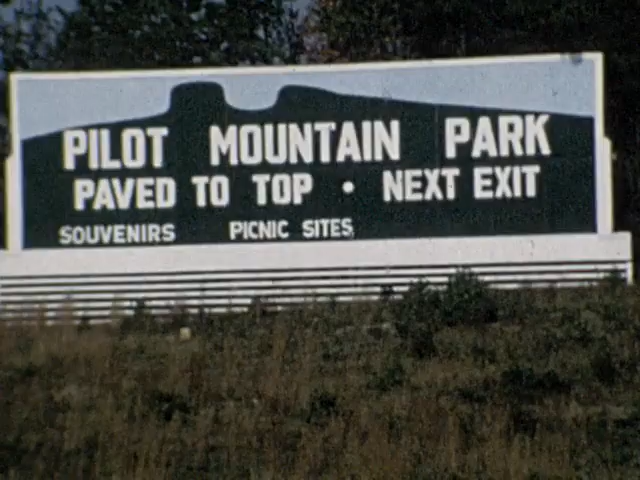 PILOT MOUNTAIN PARK
PAVED TO TOP • NEXT EXIT
SOUVENIRS PICNIC SITES